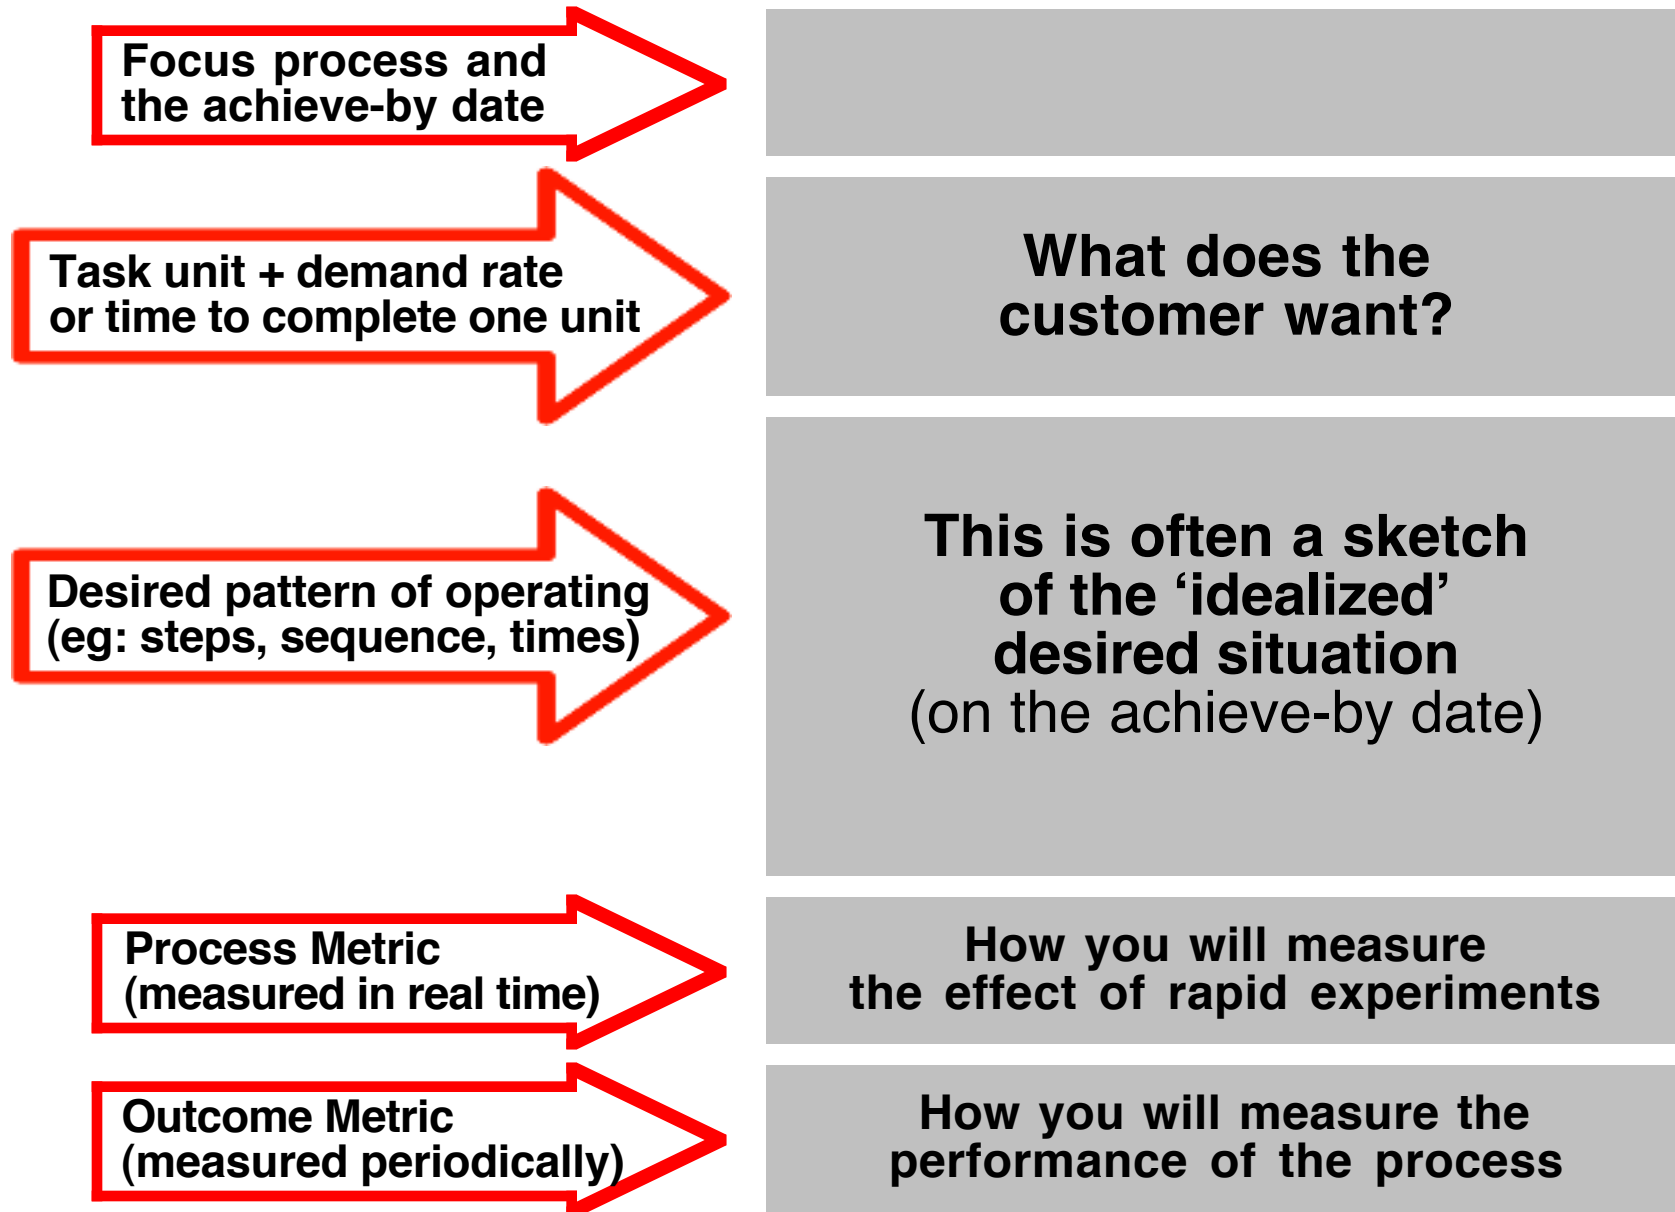 Focus process and
the achieve-by date
Task unit + demand rate
or time to complete one unit
What does the
customer want?
Desired pattern of operating
(eg: steps, sequence, times)
This is often a sketch
of the ‘idealized’
desired situation
(on the achieve-by date)
Process Metric
(measured in real time)
How you will measure
the effect of rapid experiments
Outcome Metric
(measured periodically)
How you will measure the
performance of the process